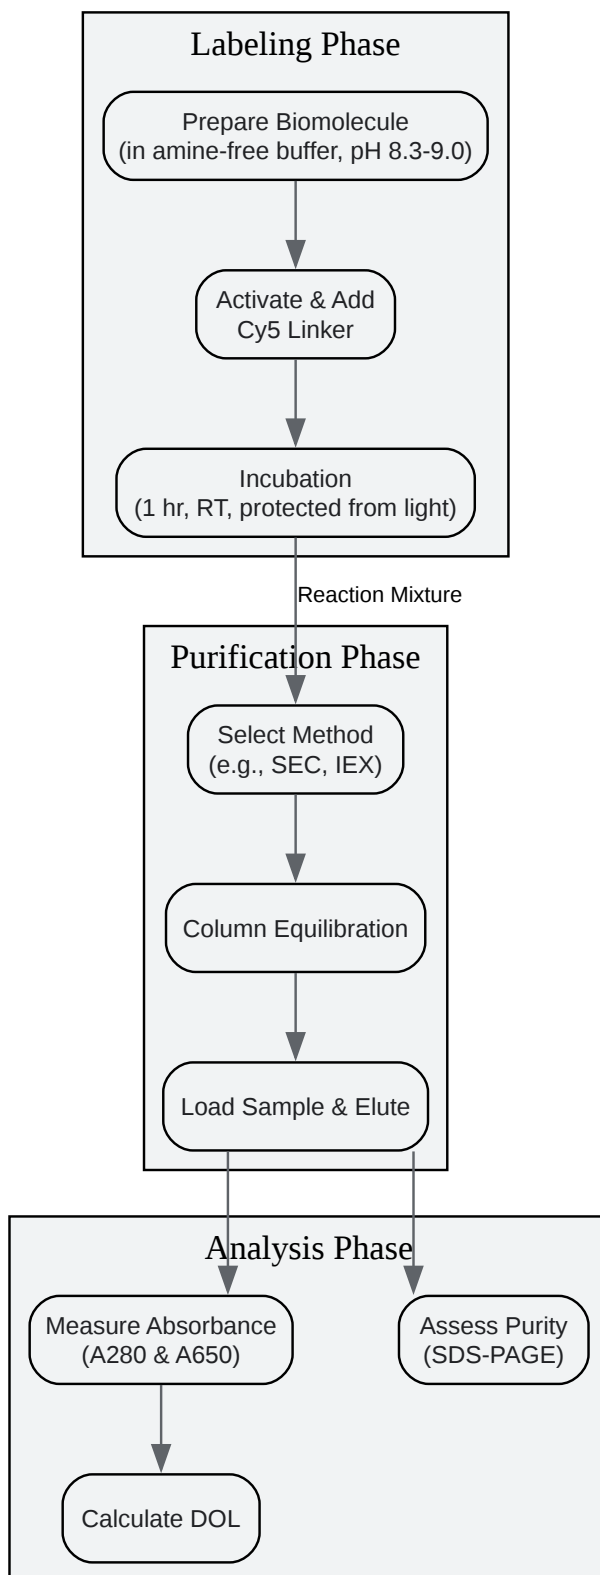 Labeling Phase
Prepare Biomolecule
(in amine-free buffer, pH 8.3-9.0)
Activate & Add
Cy5 Linker
Incubation
(1 hr, RT, protected from light)
Reaction Mixture
Purification Phase
Select Method
(e.g., SEC, IEX)
Column Equilibration
Load Sample & Elute
Analysis Phase
Measure Absorbance
(A280 & A650)
Assess Purity
(SDS-PAGE)
Calculate DOL